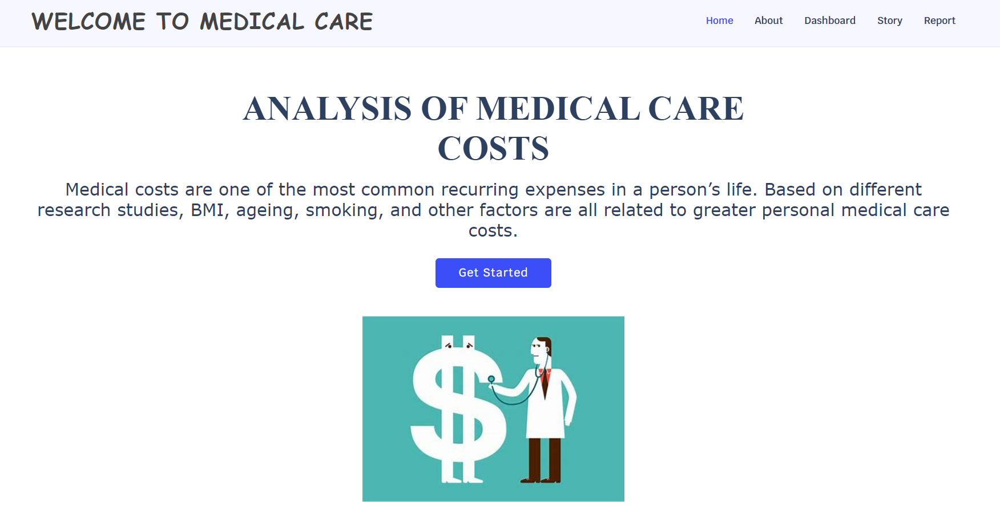 WELCOME TO MEDICAL CARE
Home About Dashboard Story Report
ANALYSIS OF MEDICAL CARE
COSTS
Medical costs are one of the most common recurring expenses in a person’s life. Based on different
research studies, BMI, ageing, smoking, and other factors are all related to greater personal medical care
costs.
Get Started